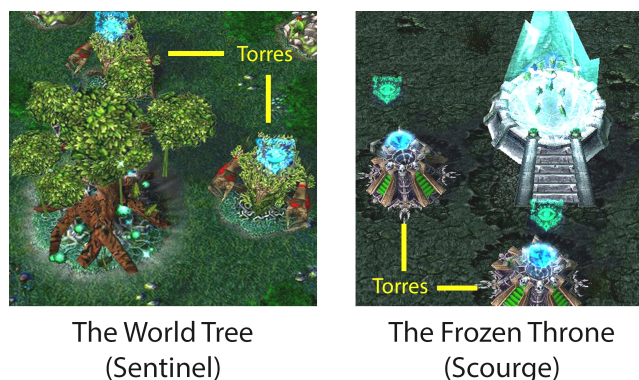 Torres
Torres
The World Tree
(Sentinel)
The Frozen Throne
(Scourge)